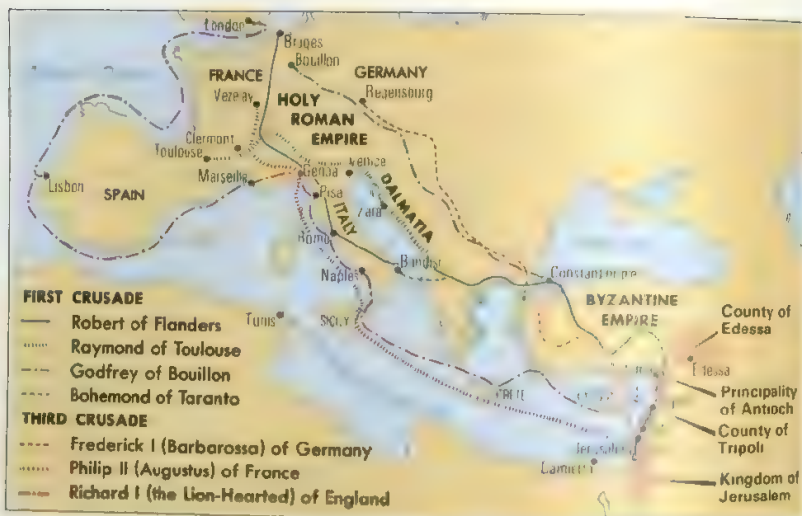 London
Bruges
Bouillon
FRANCE
GERMANY
Vezelay
Regensburg
HOLY
ROMAN
EMPIRE
Clermont
Toulouse
Venice
Genoa
Lisbon
SPAIN
Marseille
Pisa
DALMATIA
ITALY
Zara
Rome
Brindisi
Naples
Constantinople
BYZANTINE
EMPIRE
FIRST CRUSADE
Robert of Flanders
Raymond of Toulouse
Godfrey of Bouillon
Bohemond of Taranto
THIRD CRUSADE
Frederick I (Barbarossa) of Germany
Philip II (Augustus) of France
Richard I (the Lion-Hearted) of England
Tunis
SICILY
CRETE
Jerusalem
Damietta
County of
Edessa
Edessa
Principality
of Antioch
County of
Tripoli
Kingdom of
Jerusalem